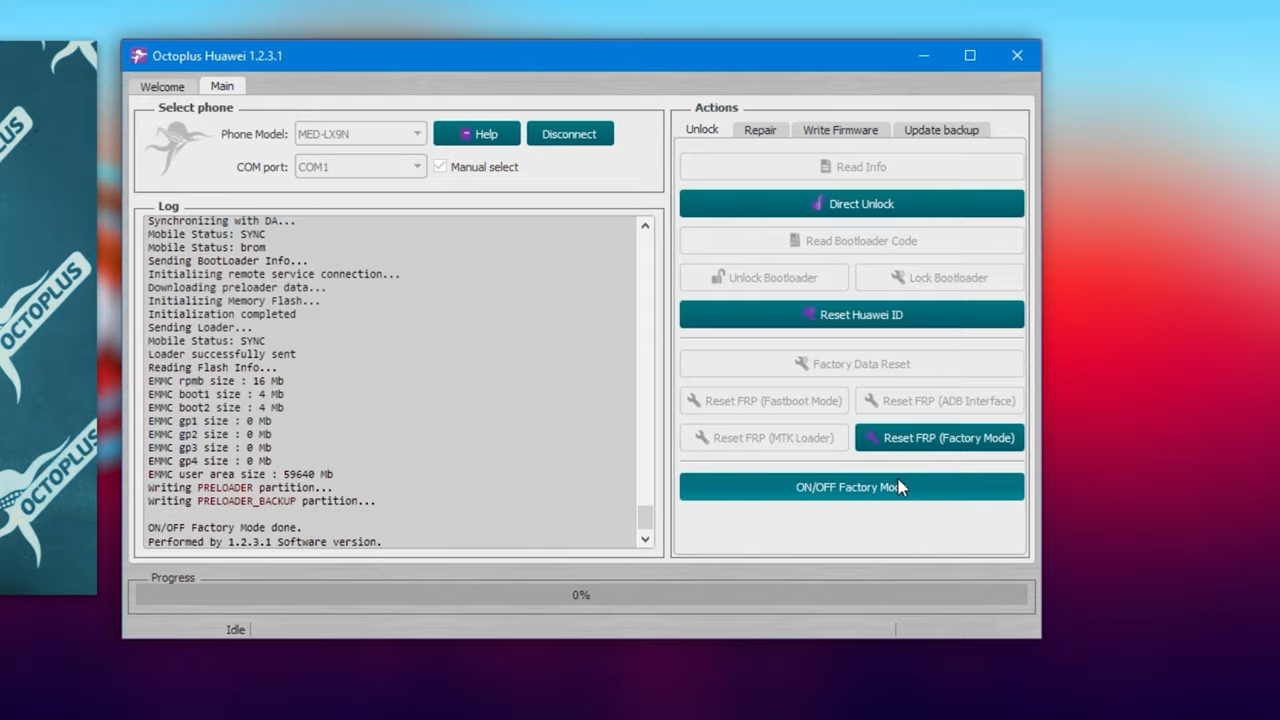 Octoplus Huawei 1.2.3.1
Welcome
Main
Select phone
Phone Model: MED-LX9N
Help
Disconnect
COM port: COM1
Manual select
Log
Synchronizing with DA...
Mobile Status: SYNC
Mobile Status: brom
Sending BootLoader Info...
Initializing remote service connection...
Downloading preloader data...
Initializing Memory Flash...
Initialization completed
Sending Loader...
Mobile Status: SYNC
Loader successfully sent
Reading Flash Info...
EMMC rpmb size : 16 Mb
EMMC boot1 size : 4 Mb
EMMC boot2 size : 4 Mb
EMMC gp1 size : 0 Mb
EMMC gp2 size : 0 Mb
EMMC gp3 size : 0 Mb
EMMC gp4 size : 0 Mb
EMMC user area size : 59640 Mb
Writing PRELOADER partition...
Writing PRELOADER_BACKUP partition...
ON/OFF Factory Mode done.
Performed by 1.2.3.1 Software version.
Actions
Unlock
Repair
Write Firmware
Update backup
Read Info
Direct Unlock
Read Bootloader Code
Unlock Bootloader
Lock Bootloader
Reset Huawei ID
Factory Data Reset
Reset FRP (Fastboot Mode)
Reset FRP (ADB Interface)
Reset FRP (MTK Loader)
Reset FRP (Factory Mode)
ON/OFF Factory Mode
Progress
0%
Idle
OCTOPLUS
OCTOPLUS